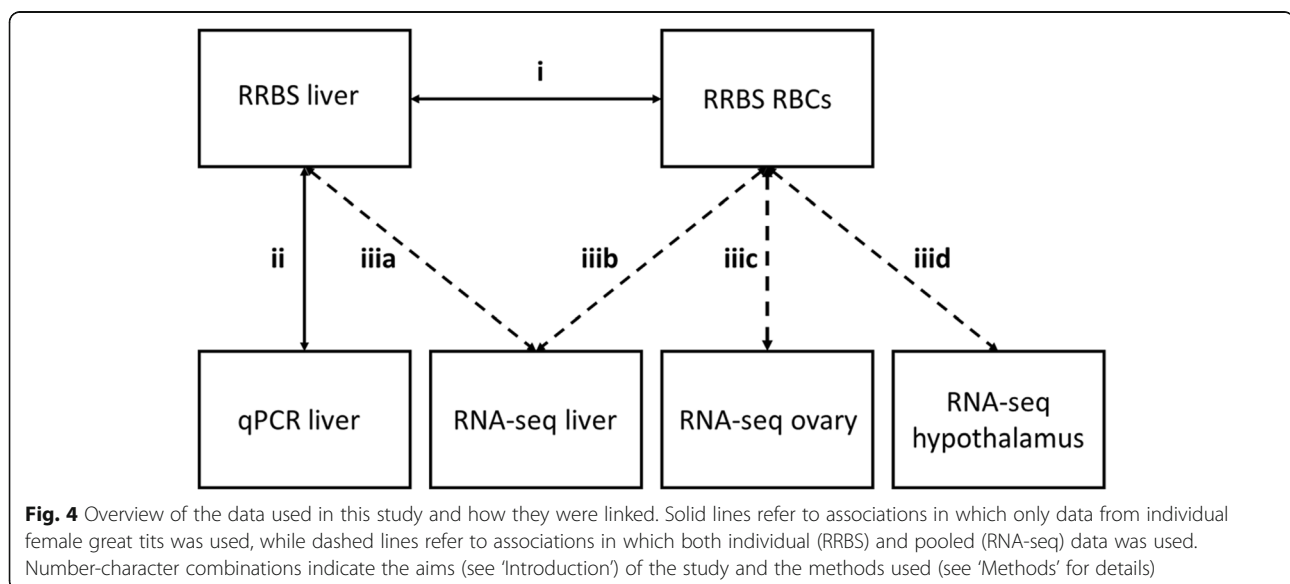 RRBS liver
i
RRBS RBCs
ii
iiia
iiib
iiic
iiid
qPCR liver
RNA-seq liver
RNA-seq ovary
RNA-seq
hypothalamus
Fig. 4 Overview of the data used in this study and how they were linked. Solid lines refer to associations in which only data from individual
female great tits was used, while dashed lines refer to associations in which both individual (RRBS) and pooled (RNA-seq) data was used.
Number-character combinations indicate the aims (see 'Introduction') of the study and the methods used (see 'Methods' for details)